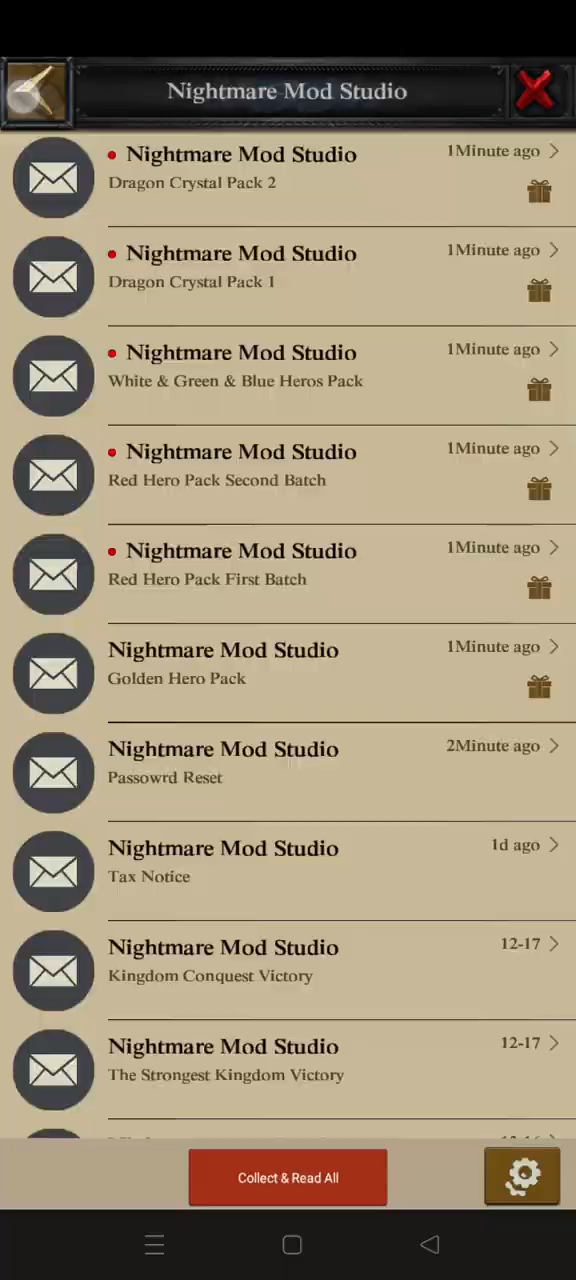 Nightmare Mod Studio
Nightmare Mod Studio 1Minute ago
Dragon Crystal Pack 2
Nightmare Mod Studio 1Minute ago
Dragon Crystal Pack 1
Nightmare Mod Studio 1Minute ago
White & Green & Blue Heros Pack
Nightmare Mod Studio 1Minute ago
Red Hero Pack Second Batch
Nightmare Mod Studio 1Minute ago
Red Hero Pack First Batch
Nightmare Mod Studio 1Minute ago
Golden Hero Pack
Nightmare Mod Studio 2Minute ago
Passowrd Reset
Nightmare Mod Studio 1d ago
Tax Notice
Nightmare Mod Studio 12-17
Kingdom Conquest Victory
Nightmare Mod Studio 12-17
The Strongest Kingdom Victory
Collect & Read All